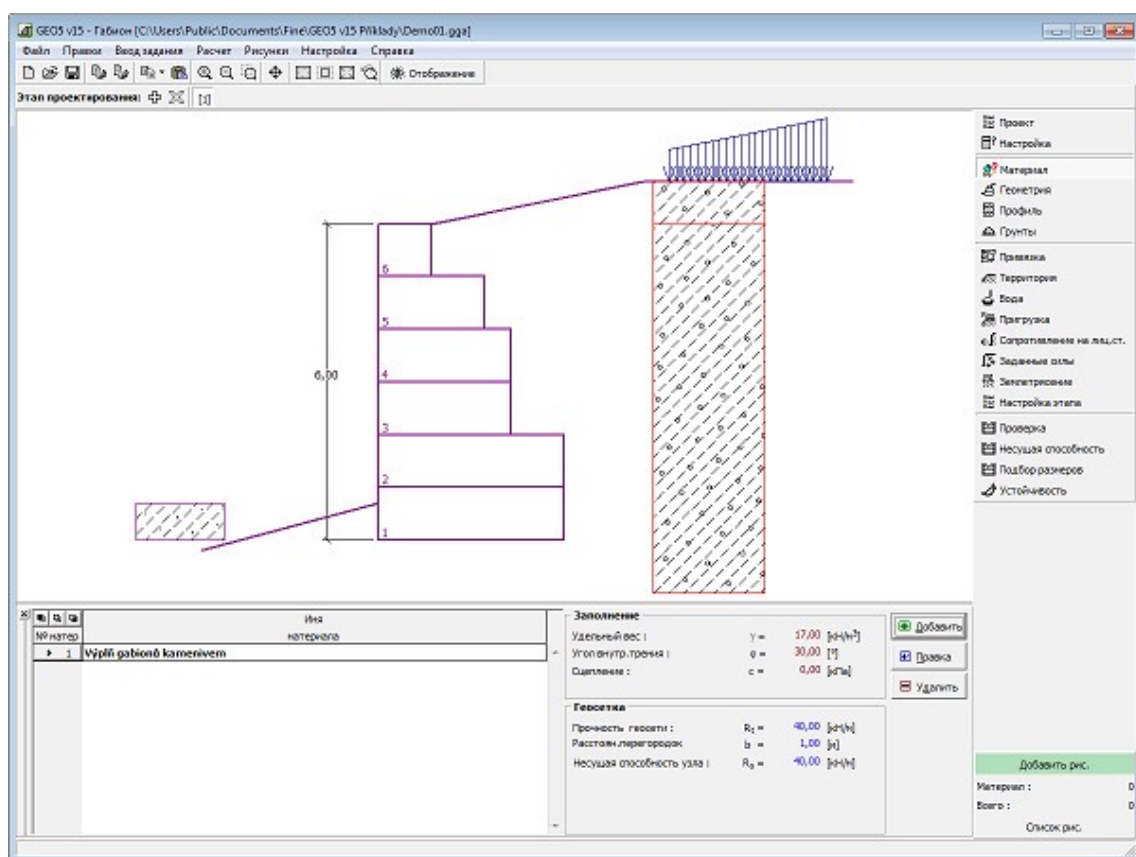 GEO5 v15 - Габион [C:\Users\Public\Documents\Fine\GEO5 v15 Příklady\Demo01.gga]
Файл Правки Ввод задания Расчет Рисунки Настройка Справка
Отображение
Этап проектирования: [1]
Проект
Настройка
Материал
Геометрия
Профиль
Грунты
Привязка
Территория
Вода
Пригрузка
Сопротивление на лиц.ст.
Заданные силы
Землетрясение
Настройка этапа
Проверка
Несущая способность
Подбор размеров
Устойчивость
6
5
4
6,00
3
2
1
№ матер
Имя
материала
1 Výplň gabionů kamenivem
Заполнение
Удельный вес : γ = 17,00 [кН/м³]
Угол внутр.трения : φ = 30,00 [°]
Сцепление : c = 0,00 [кПа]
Геосетка
Прочность геосети : Rt = 40,00 [кН/м]
Расстоян.перегородок b = 1,00 [м]
Несущая способность узла : Rs = 40,00 [кН/м]
Добавить
Правка
Удалить
Добавить рис.
Материал : 0
Всего : 0
Список рис.